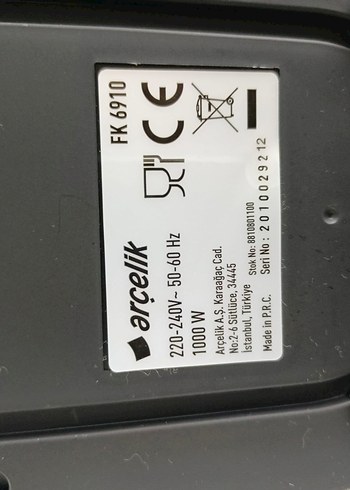 arçelik FK 6910
220-240V~ 50-60 Hz
1000 W
CE
Arçelik A.Ş. Karaağaç Cad.
No:2-6 Sütlüce, 34445
İstanbul, Türkiye Stok No: 8810801100
Made in P.R.C. Seri No: 2010029212